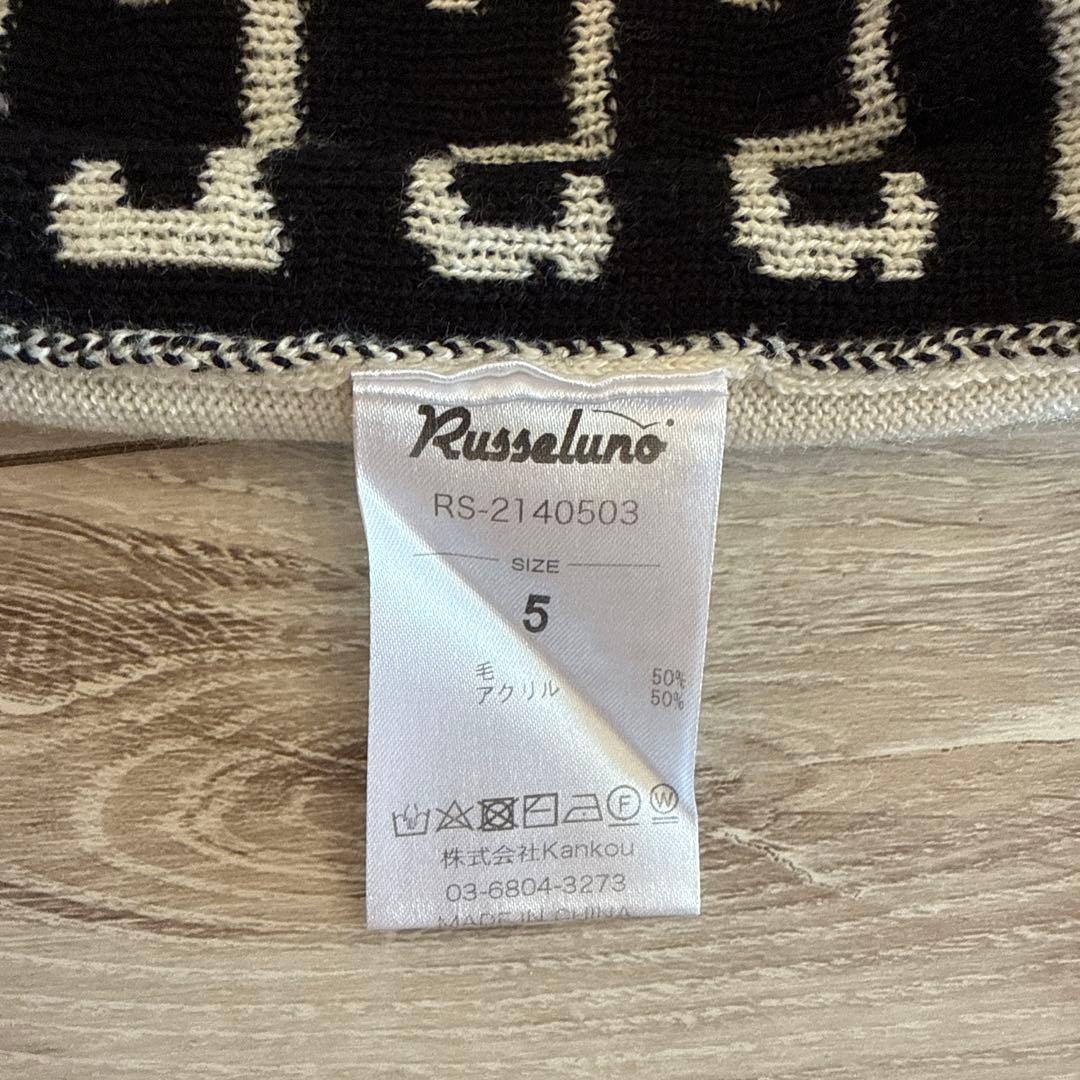 Russeluno
RS-2140503
SIZE
5
毛 50%
アクリル 50%
F W
株式会社Kankou
03-6804-3273
MADE IN CHINA